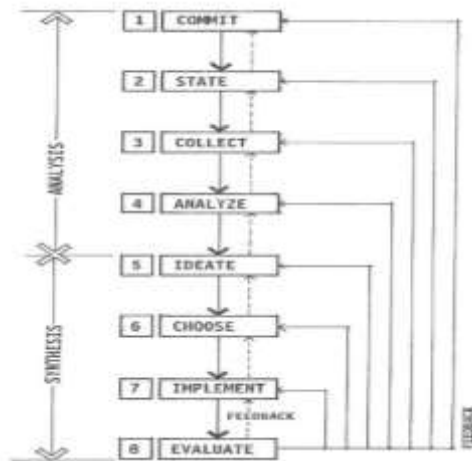 1 COMMIT
2 STATE
3 COLLECT
4 ANALYZE
5 IDEATE
6 CHOOSE
7 IMPLEMENT
FEEDBACK
8 EVALUATE
ANALYSIS
SYNTHESIS
FEEDBACK